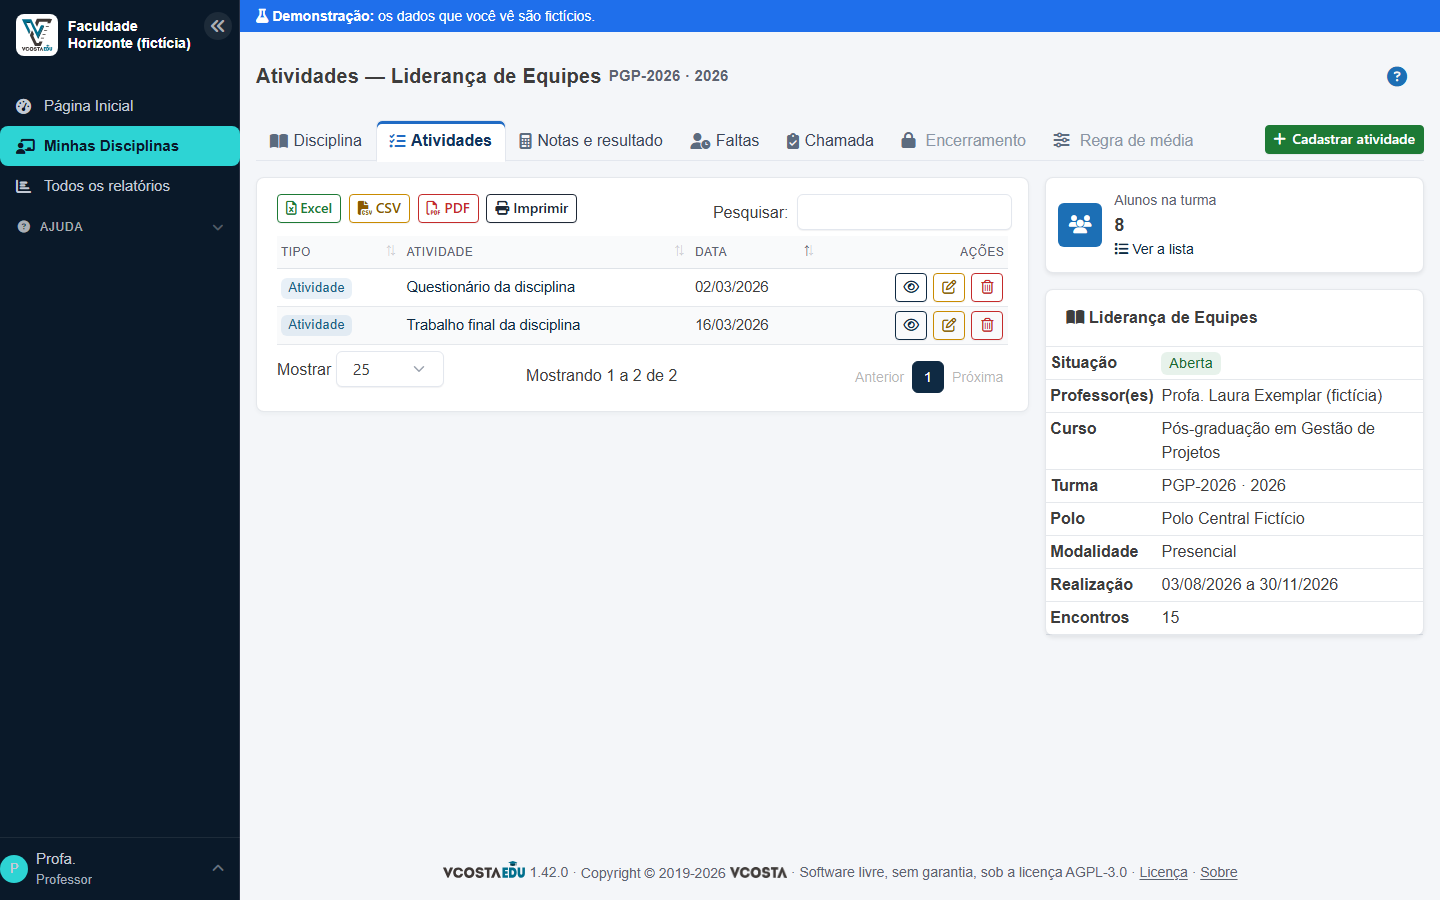 Faculdade
Horizonte (fictícia)
VCOSTAEDU
Página Inicial
Minhas Disciplinas
Todos os relatórios
AJUDA
P
Profa.
Professor
Demonstração: os dados que você vê são fictícios.
Atividades — Liderança de Equipes PGP-2026 · 2026
?
Disciplina Atividades Notas e resultado Faltas Chamada Encerramento Regra de média
+ Cadastrar atividade
Excel CSV PDF Imprimir
Pesquisar:
TIPO ATIVIDADE DATA AÇÕES
Atividade Questionário da disciplina 02/03/2026
Atividade Trabalho final da disciplina 16/03/2026
Mostrar 25
Mostrando 1 a 2 de 2
Anterior 1 Próxima
Alunos na turma
8
Ver a lista
Liderança de Equipes
Situação Aberta
Professor(es) Profa. Laura Exemplar (fictícia)
Curso Pós-graduação em Gestão de
Projetos
Turma PGP-2026 · 2026
Polo Polo Central Fictício
Modalidade Presencial
Realização 03/08/2026 a 30/11/2026
Encontros 15
VCOSTAEDU 1.42.0 · Copyright © 2019-2026 VCOSTA · Software livre, sem garantia, sob a licença AGPL-3.0 · Licença · Sobre